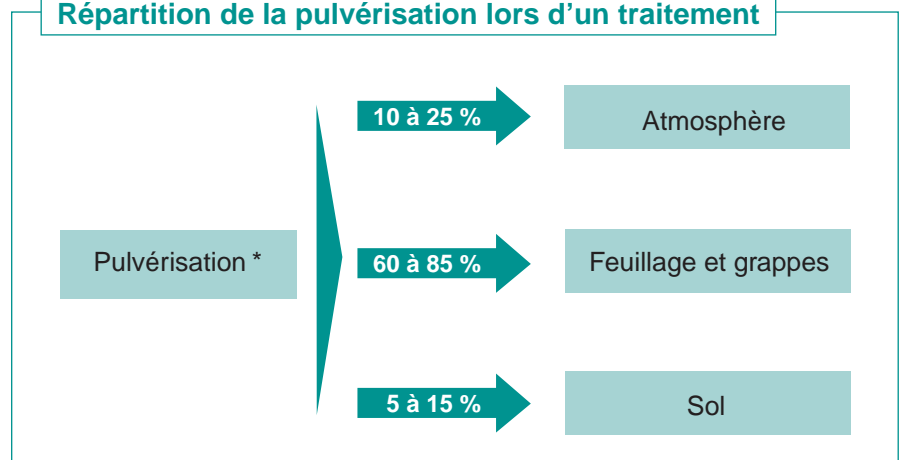 Répartition de la pulvérisation lors d’un traitement
10 à 25 %
Atmosphère
Pulvérisation *
60 à 85 %
Feuillage et grappes
5 à 15 %
Sol